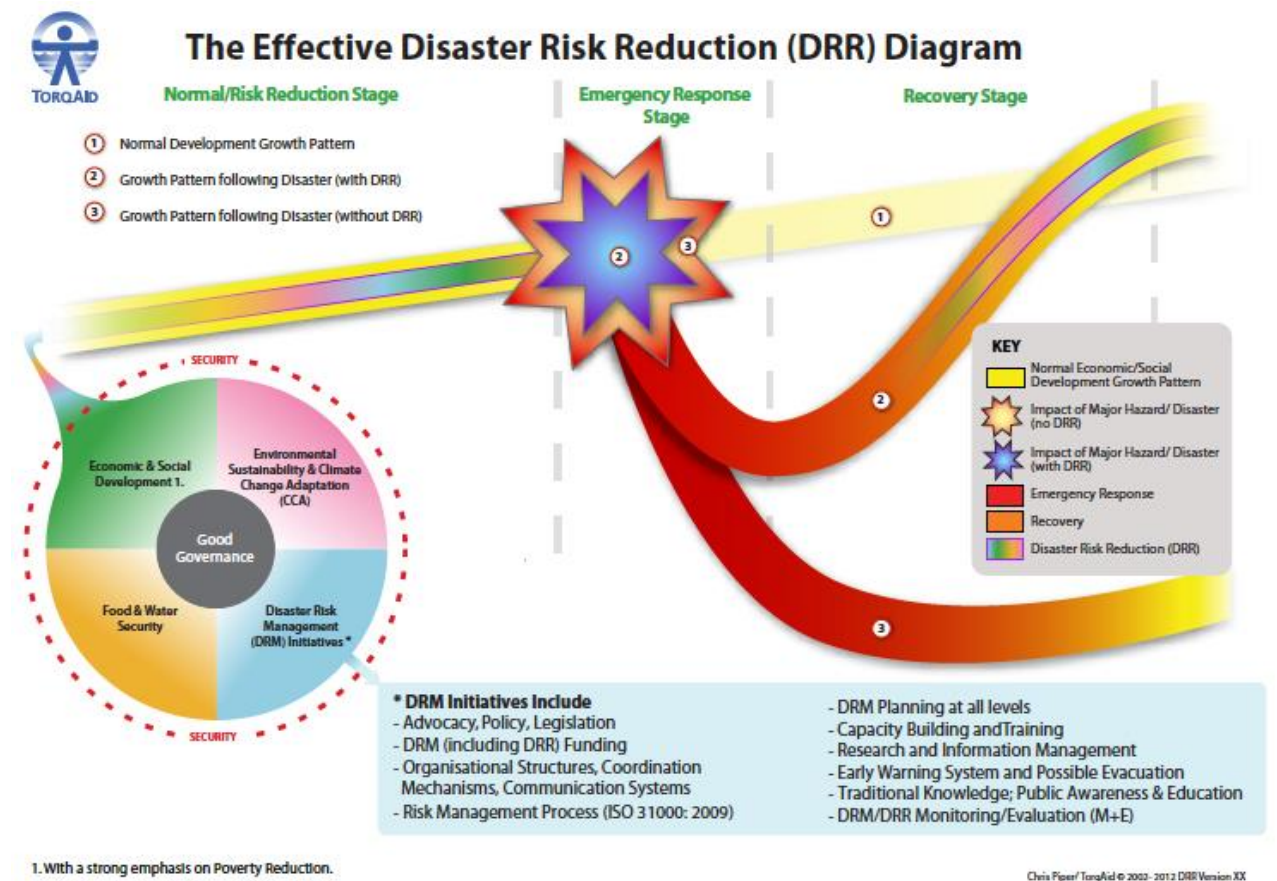 The Effective Disaster Risk Reduction (DRR) Diagram
TORQAID
Normal/Risk Reduction Stage
Emergency Response
Stage
Recovery Stage
1 Normal Development Growth Pattern
2 Growth Pattern following Disaster (with DRR)
3 Growth Pattern following Disaster (without DRR)
1
2
3
2
3
KEY
Normal Economic/Social
Development Growth Pattern
Impact of Major Hazard/ Disaster
(no DRR)
Impact of Major Hazard/ Disaster
(with DRR)
Emergency Response
Recovery
Disaster Risk Reduction (DRR)
SECURITY
Economic & Social
Development 1.
Environmental
Sustainability & Climate
Change Adaptation
(CCA)
Good
Governance
Food & Water
Security
Disaster Risk
Management
(DRM) Initiatives *
SECURITY
* DRM Initiatives Include
- Advocacy, Policy, Legislation
- DRM (including DRR) Funding
- Organisational Structures, Coordination
Mechanisms, Communication Systems
- Risk Management Process (ISO 31000: 2009)
- DRM Planning at all levels
- Capacity Building andTraining
- Research and Information Management
- Early Warning System and Possible Evacuation
- Traditional Knowledge; Public Awareness & Education
- DRM/DRR Monitoring/Evaluation (M+E)
1. With a strong emphasis on Poverty Reduction.
Chris Piper/ TorqAid © 2002- 2012 DRR Version XX